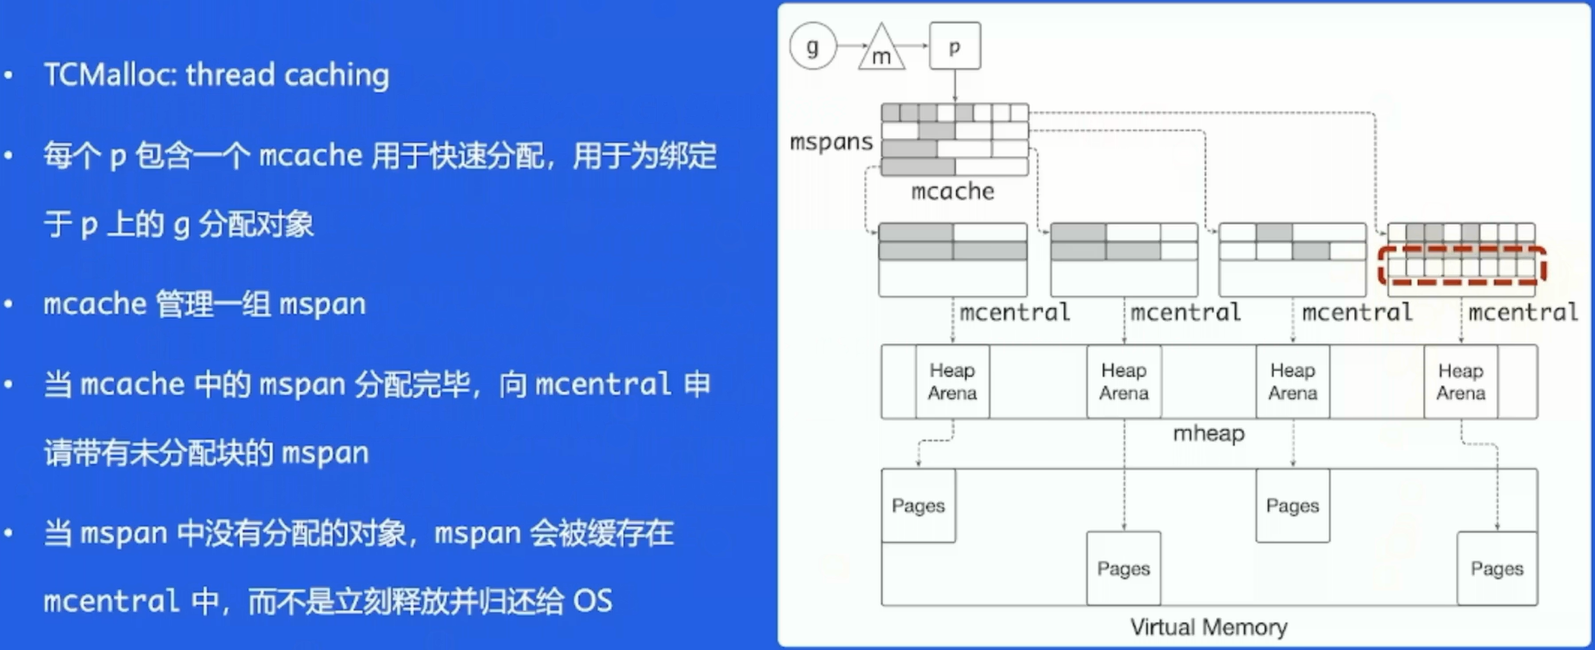 • TCMalloc: thread caching
• 每个 p 包含一个 mcache 用于快速分配，用于为绑定
于 p 上的 g 分配对象
• mcache 管理一组 mspan
• 当 mcache 中的 mspan 分配完毕，向 mcentral 申
请带有未分配块的 mspan
• 当 mspan 中没有分配的对象，mspan 会被缓存在
mcentral 中，而不是立刻释放并归还给 OS
g
m
p
mspans
mcache
mcentral
mcentral
mcentral
mcentral
Heap
Arena
Heap
Arena
Heap
Arena
Heap
Arena
mheap
Pages
Pages
Pages
Pages
Virtual Memory